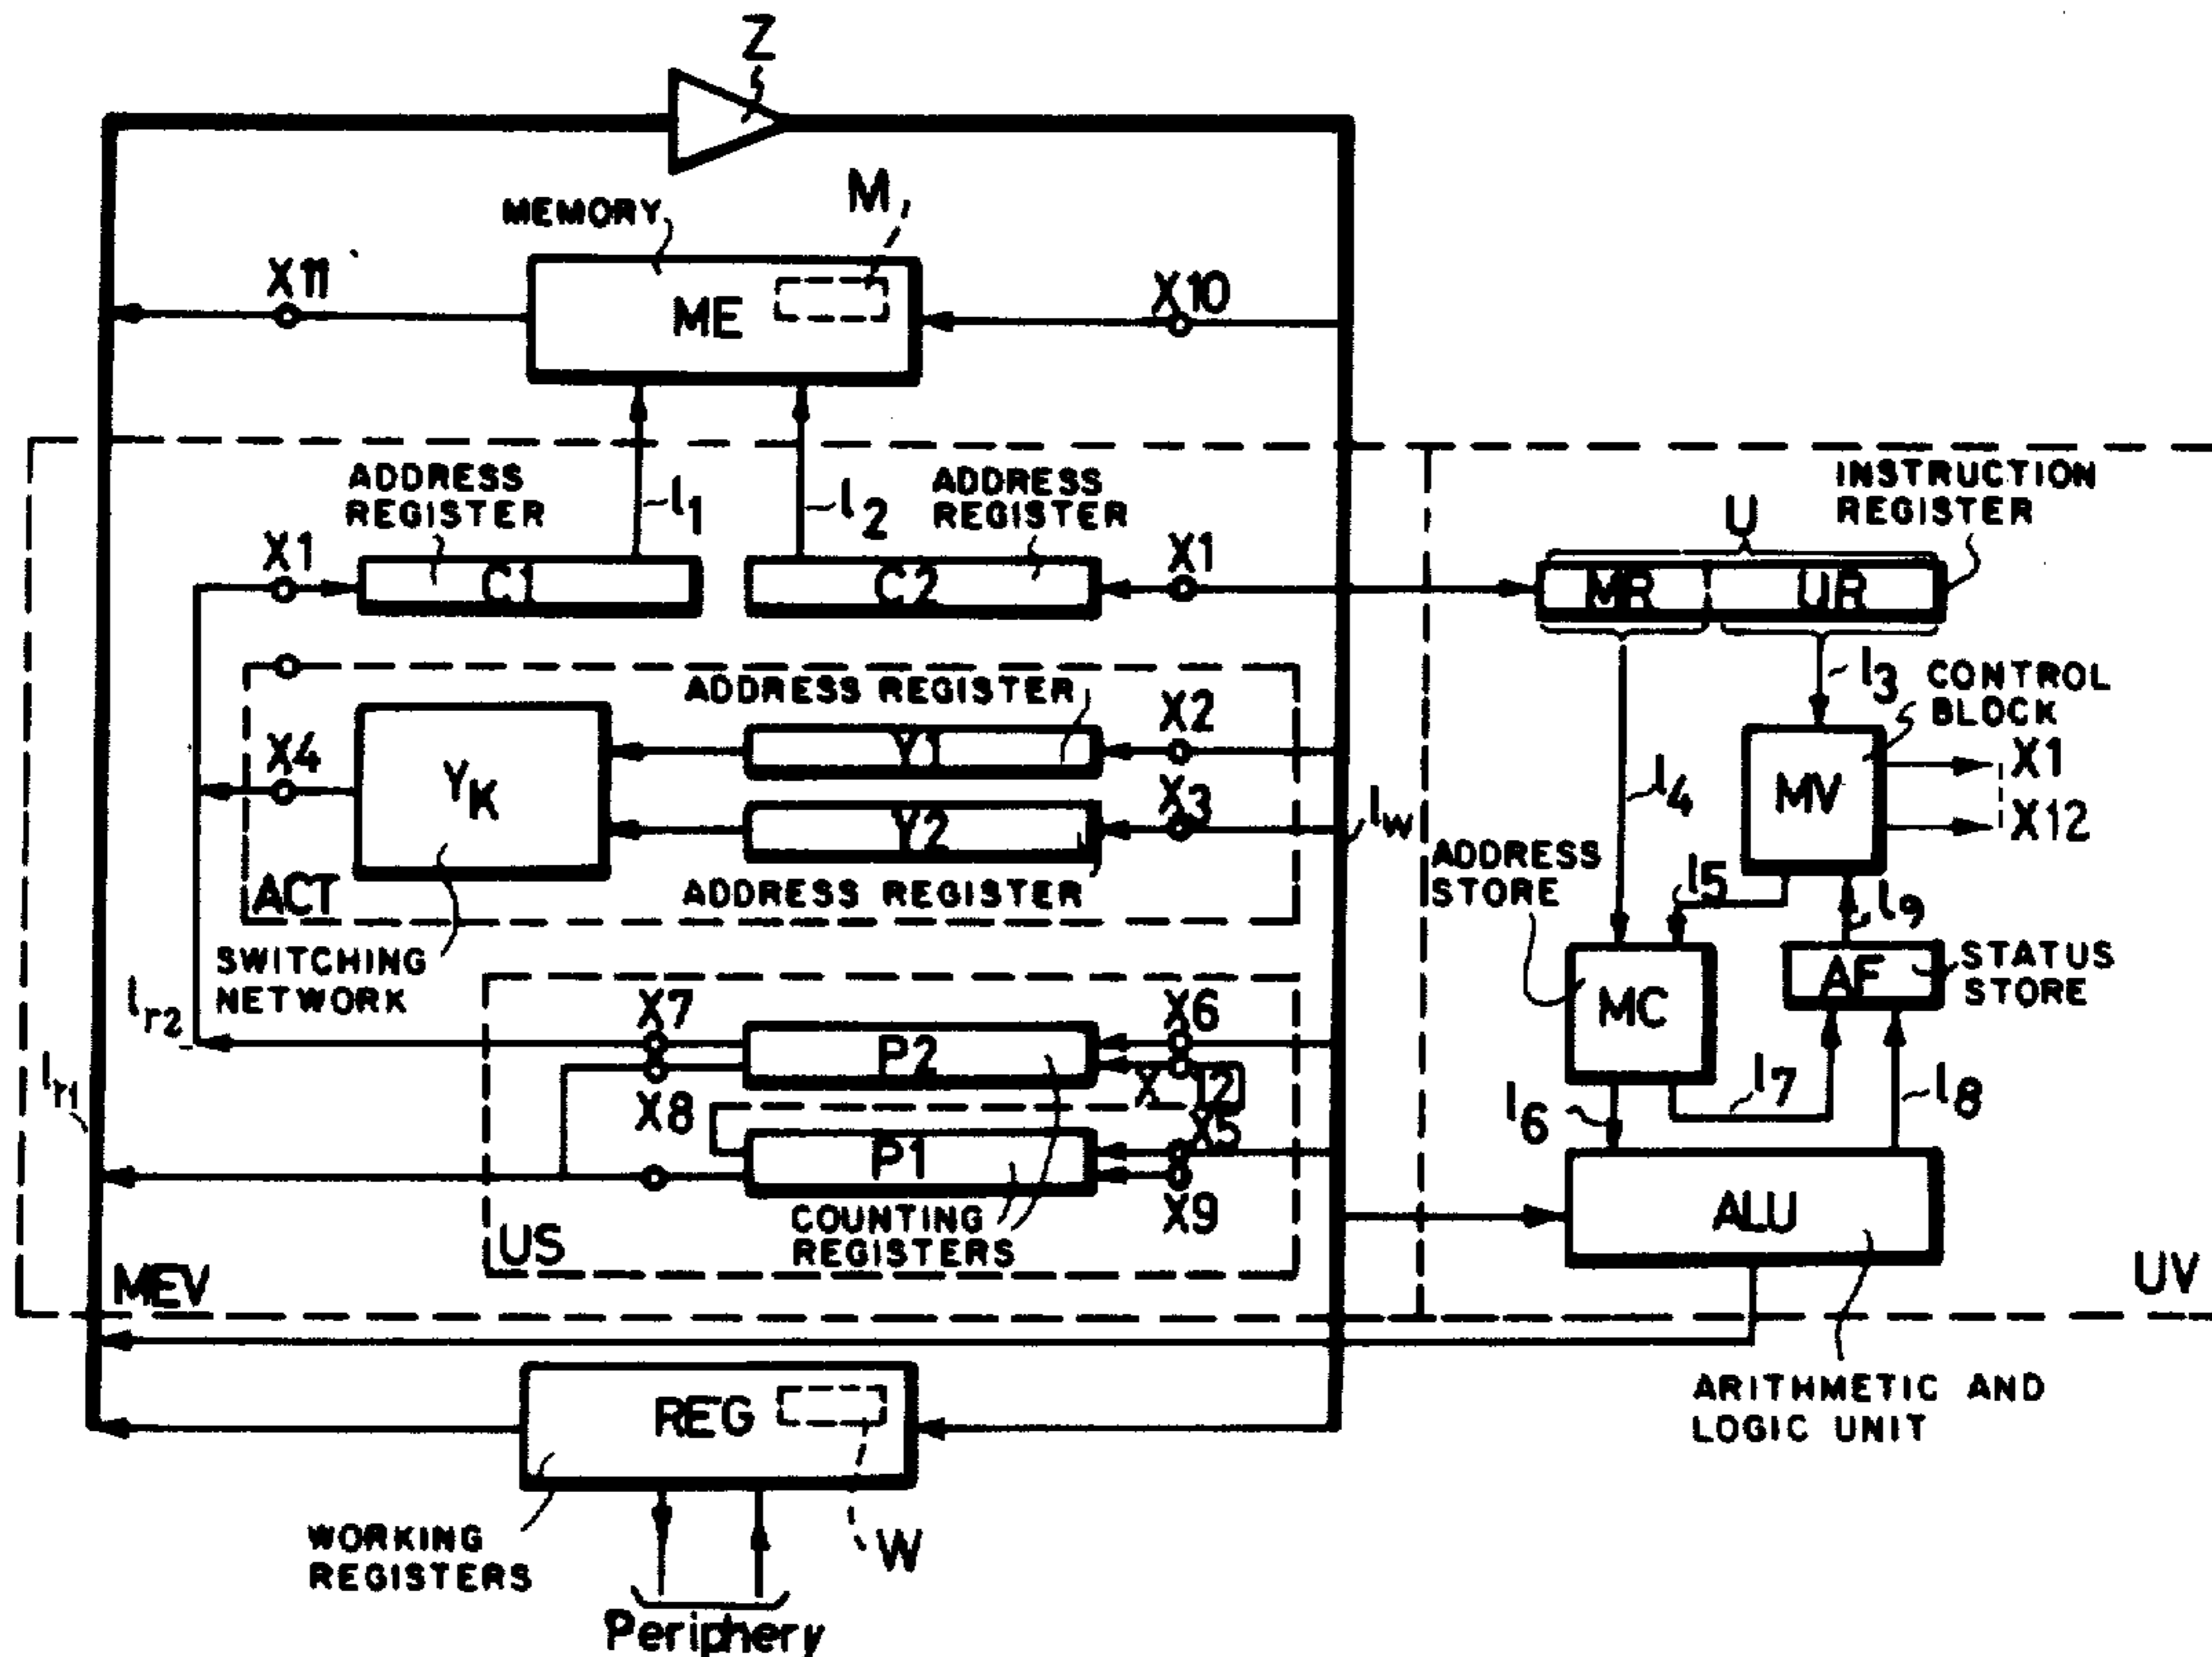 Z
MEMORY
M
X11
ME
X10
ADDRESS
REGISTER
l1
l2
ADDRESS
REGISTER
INSTRUCTION
REGISTER
U
X1
C1
C2
X1
MR
UR
ADDRESS REGISTER
l3
CONTROL
BLOCK
X4
YK
Y1
X2
Y2
X3
lW
l4
MV
X1
X12
ACT
ADDRESS REGISTER
ADDRESS
STORE
l5
l9
SWITCHING
NETWORK
lr2
X7
P2
X6
MC
AF
STATUS
STORE
lr1
X8
X 12
X5
P1
l6
l7
l8
X9
COUNTING
REGISTERS
US
ALU
MEV
UV
REG
ARITHMETIC AND
LOGIC UNIT
WORKING
REGISTERS
W
Periphery